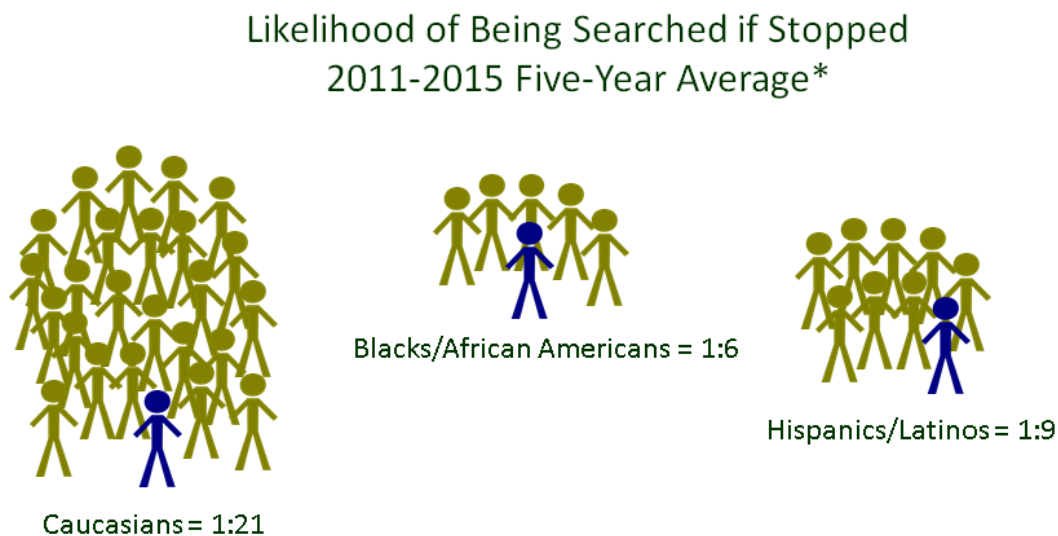 Likelihood of Being Searched if Stopped
2011-2015 Five-Year Average*
Blacks/African Americans = 1:6
Hispanics/Latinos = 1:9
Caucasians = 1:21